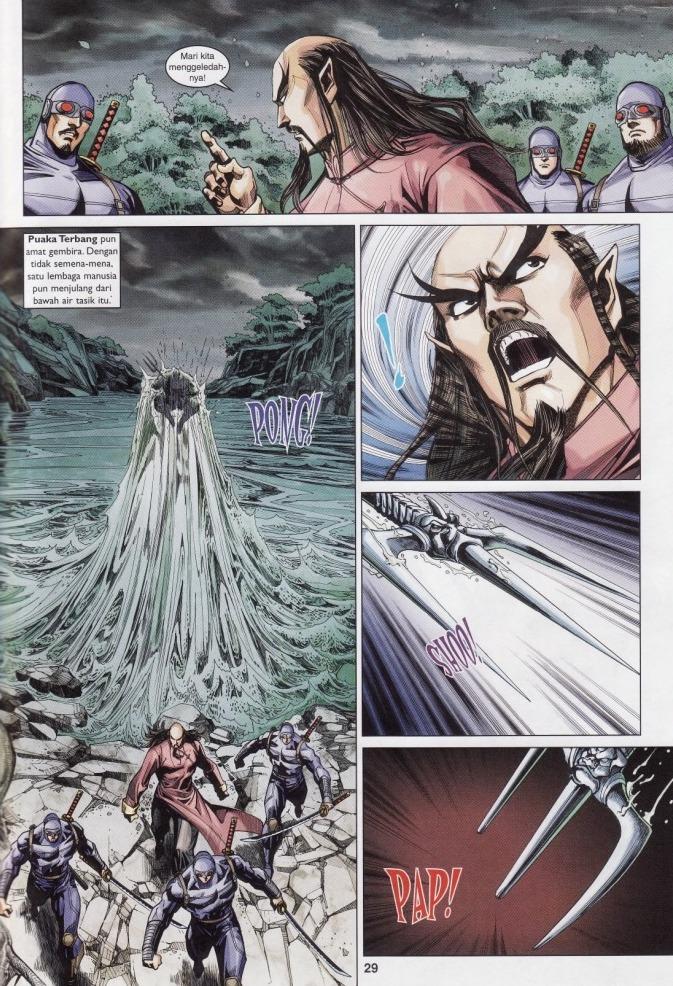 Mari kita
menggeledah-
nya!
Puaka Terbang pun
amat gembira. Dengan
tidak semena-mena,
satu lembaga manusia
pun menjulang dari
bawah air tasik itu.
!
PONG!
SHOO!
PAP!
29